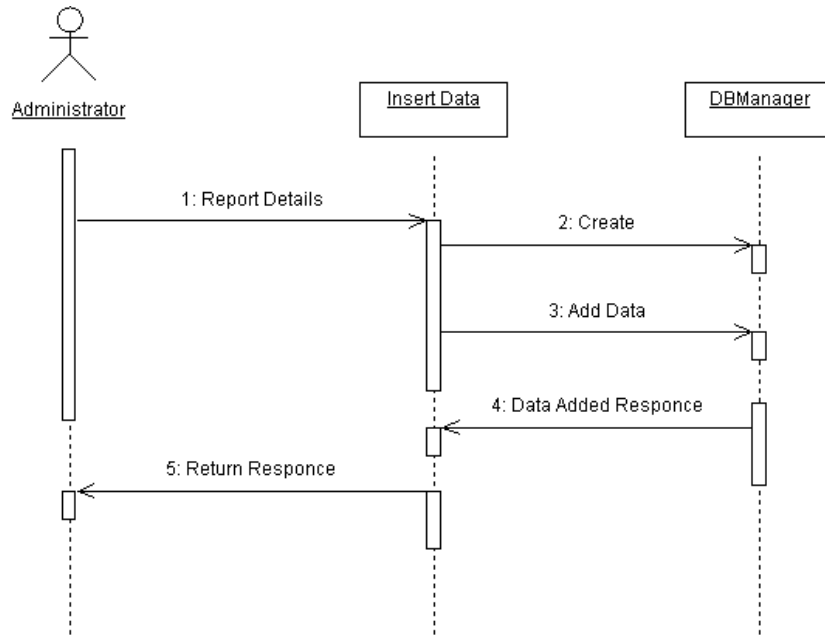 Administrator
Insert Data
DBManager
1: Report Details
2: Create
3: Add Data
4: Data Added Responce
5: Return Responce